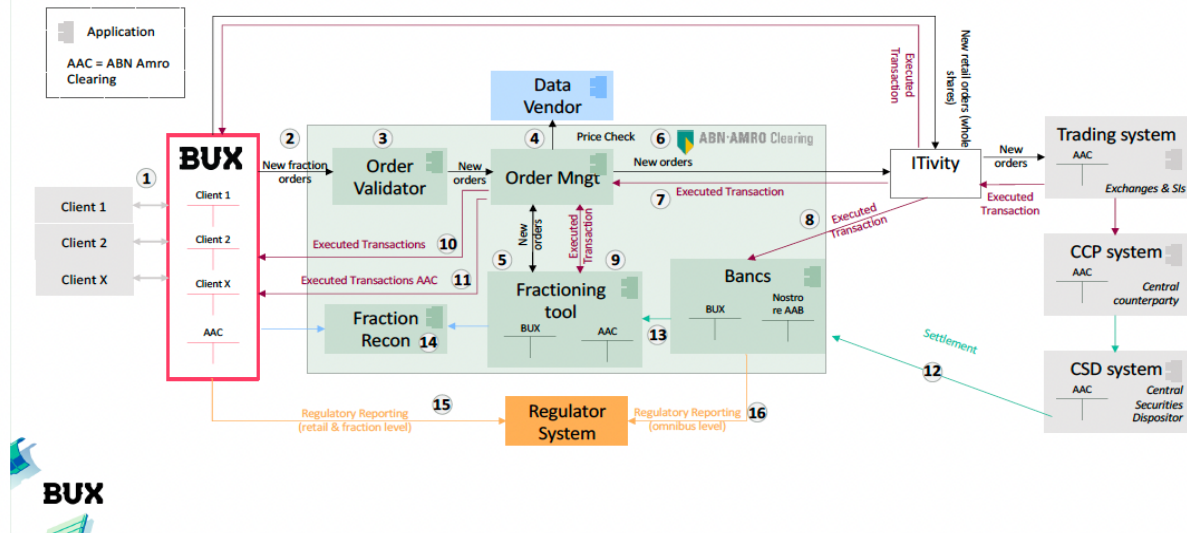 Application
AAC = ABN Amro
Clearing
BUX
Client 1
Client 2
Client X
AAC
1
Client 1
Client 2
Client X
2
New fraction
orders
3
Order
Validator
New
orders
Data
Vendor
4
Price Check
6
ABN·AMRO Clearing
Order Mngt
New orders
7
Executed Transaction
8
Executed
Transaction
Executed
Transaction
New retail orders (whole
shares)
ITivity
New
orders
Executed
Transaction
Trading system
AAC
Exchanges & SIs
CCP system
AAC
Central
counterparty
CSD system
AAC
Central
Securities
Dispositor
Settlement
12
Executed Transactions
10
Executed Transactions AAC
11
New
orders
Executed
Transaction
5
9
Fractioning
tool
BUX
AAC
Bancs
BUX
Nostro
re AAB
13
Fraction
Recon
14
15
Regulatory Reporting
(retail & fraction level)
Regulator
System
Regulatory Reporting
(omnibus level)
16
BUX